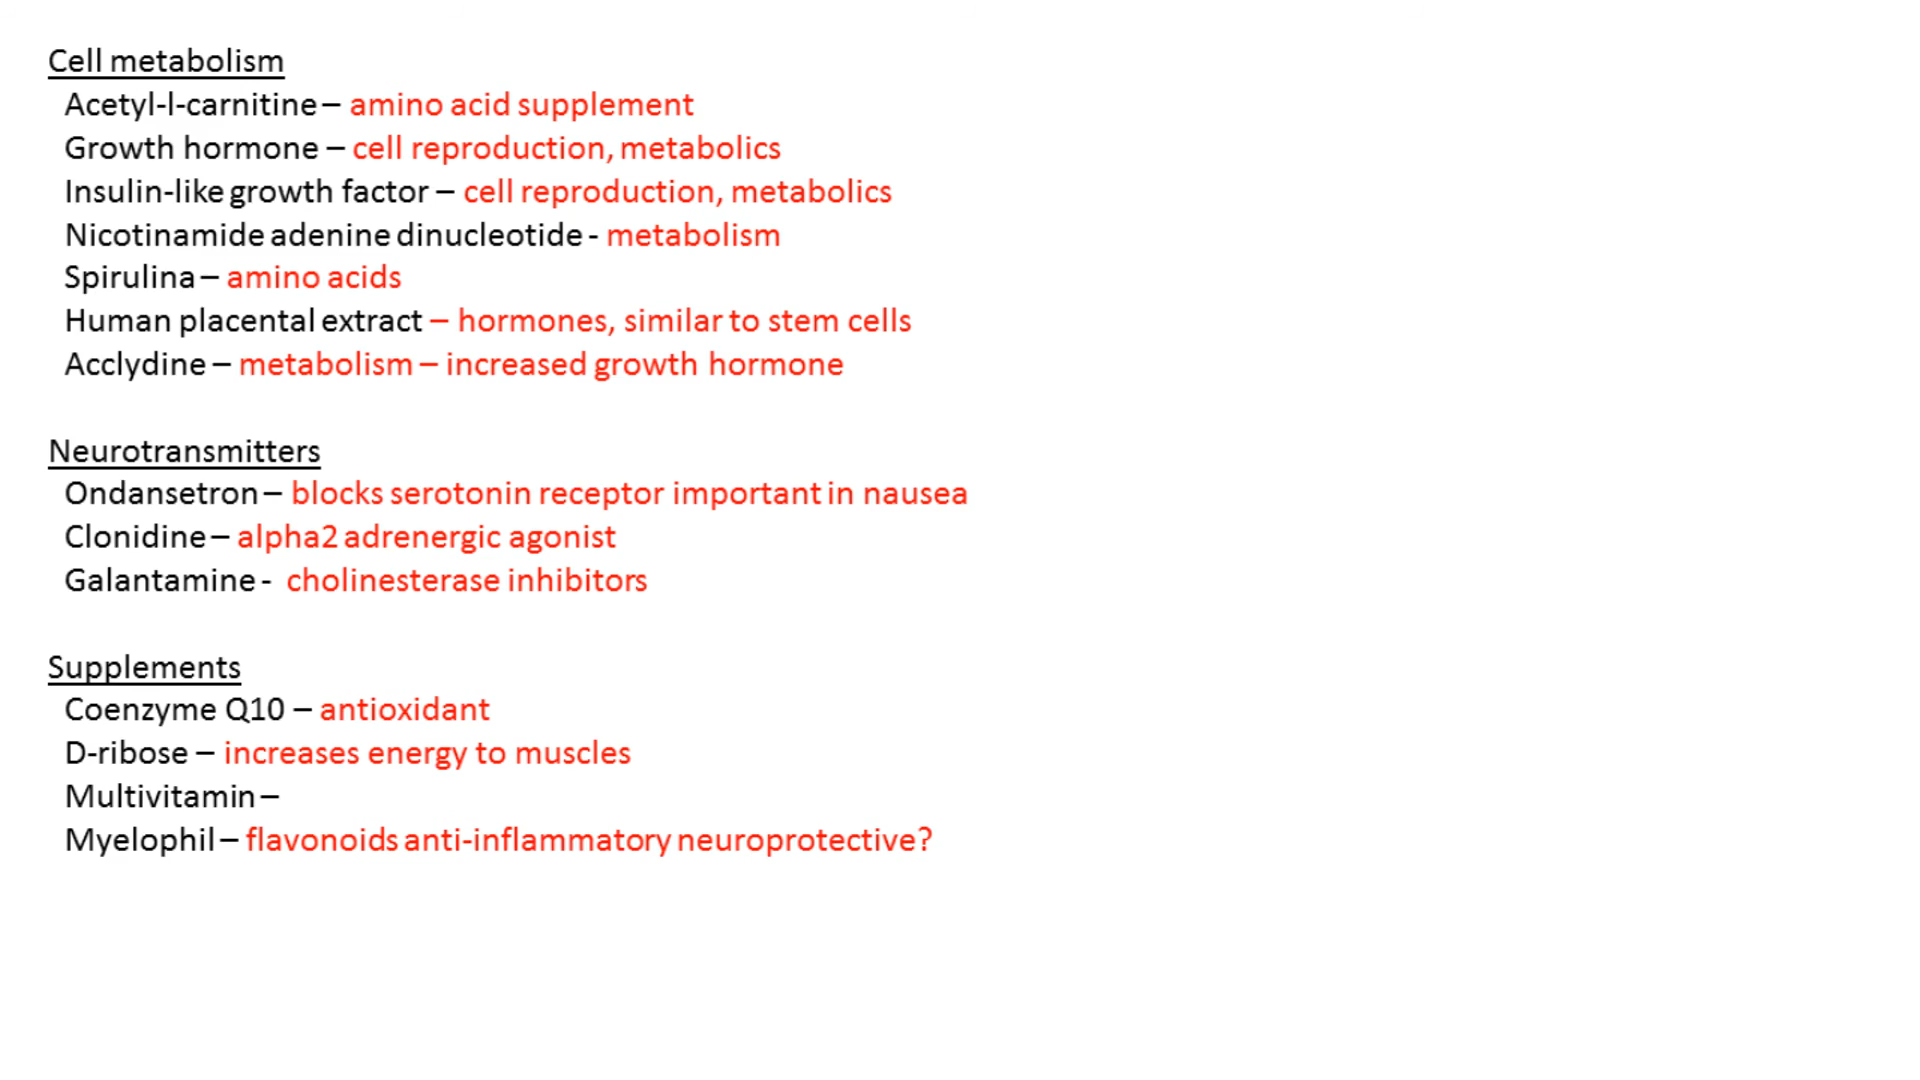 Cell metabolism
Acetyl-l-carnitine – amino acid supplement
Growth hormone – cell reproduction, metabolics
Insulin-like growth factor – cell reproduction, metabolics
Nicotinamide adenine dinucleotide - metabolism
Spirulina – amino acids
Human placental extract – hormones, similar to stem cells
Acclydine – metabolism – increased growth hormone
Neurotransmitters
Ondansetron – blocks serotonin receptor important in nausea
Clonidine – alpha2 adrenergic agonist
Galantamine - cholinesterase inhibitors
Supplements
Coenzyme Q10 – antioxidant
D-ribose – increases energy to muscles
Multivitamin –
Myelophil – flavonoids anti-inflammatory neuroprotective?